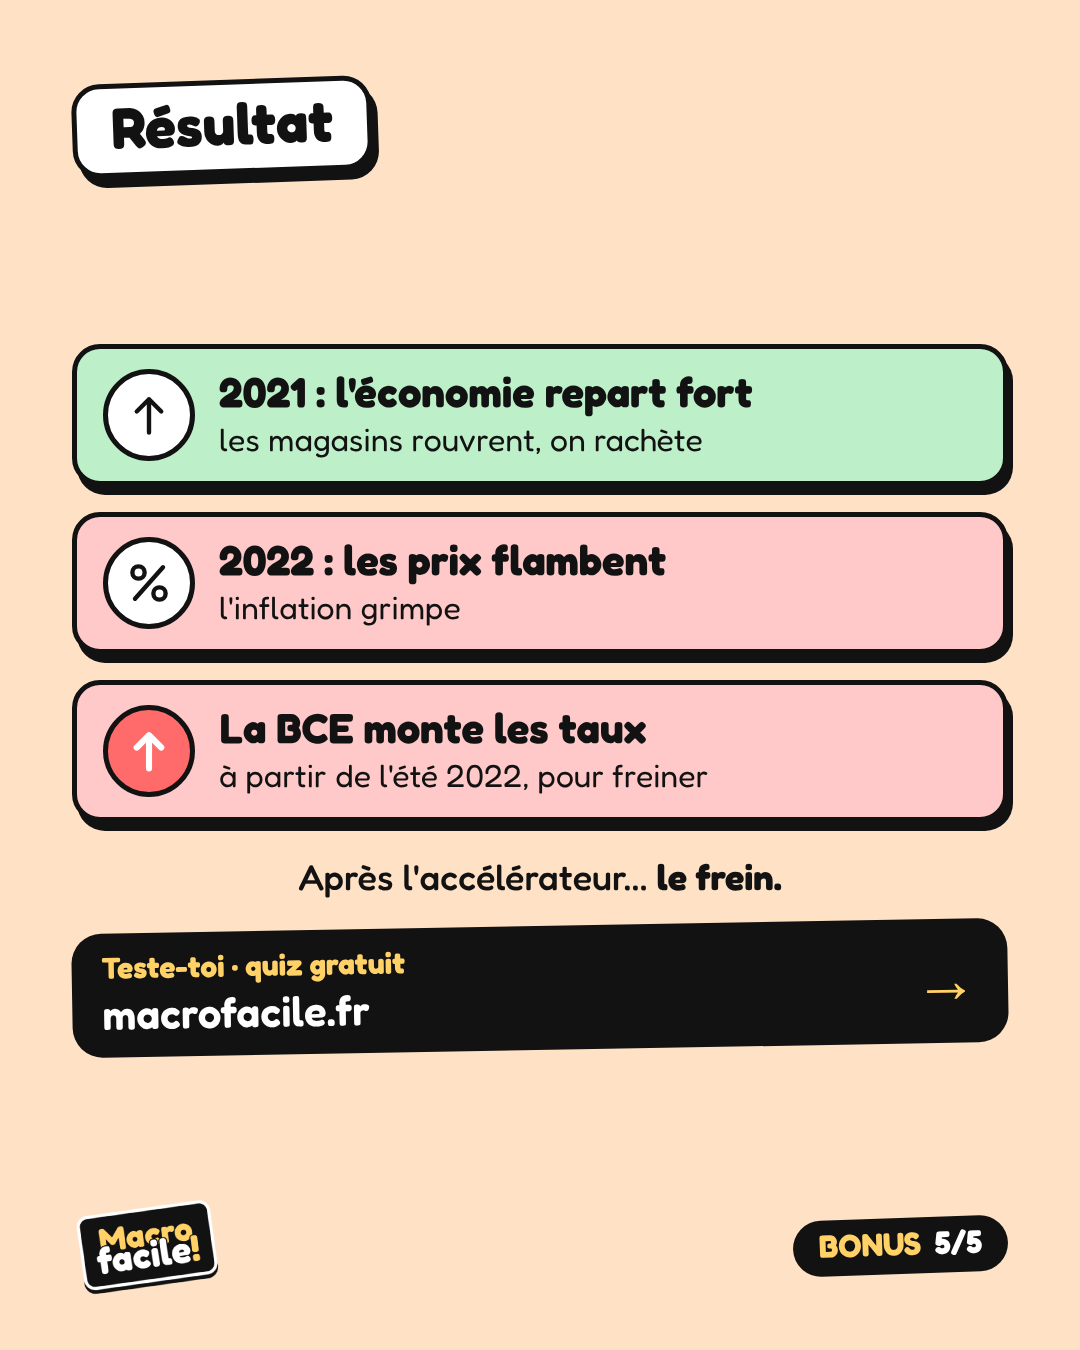 Résultat
↑
2021 : l'économie repart fort
les magasins rouvrent, on rachète
%
2022 : les prix flambent
l'inflation grimpe
↑
La BCE monte les taux
à partir de l'été 2022, pour freiner
Après l'accélérateur... le frein.
Teste-toi · quiz gratuit
macrofacile.fr
→
Macro
facile!
BONUS 5/5